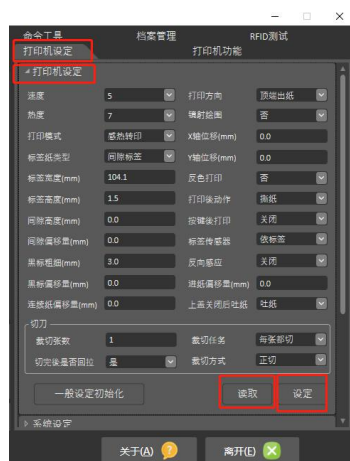 命令工具 档案管理 RFID测试
打印机设定 打印机功能
打印机设定
速度 5 打印方向 顶端出纸
热度 7 镜射绘图 否
打印模式 感热转印 X轴位移(mm) 0.0
标签纸类型 间隙标签 Y轴位移(mm) 0.0
标签宽度(mm) 104.1 反色打印 否
标签高度(mm) 1.5 打印後动作 撕纸
间隙高度(mm) 0.0 按键後打印 关闭
间隙偏移量(mm) 0.0 标签传感器 依标签
黑标粗细(mm) 3.0 反向感应 关闭
黑标偏移量(mm) 0.0 进纸偏移量(mm) 0.0
连续纸偏移量(mm) 0.0 上盖关闭后吐纸 吐纸
切刀
裁切张数 1 裁切任务 每张都切
切完後是否回拉 是 裁切方式 正切
一般设定初始化 读取 设定
系统设定
关于(A) 离开(E)